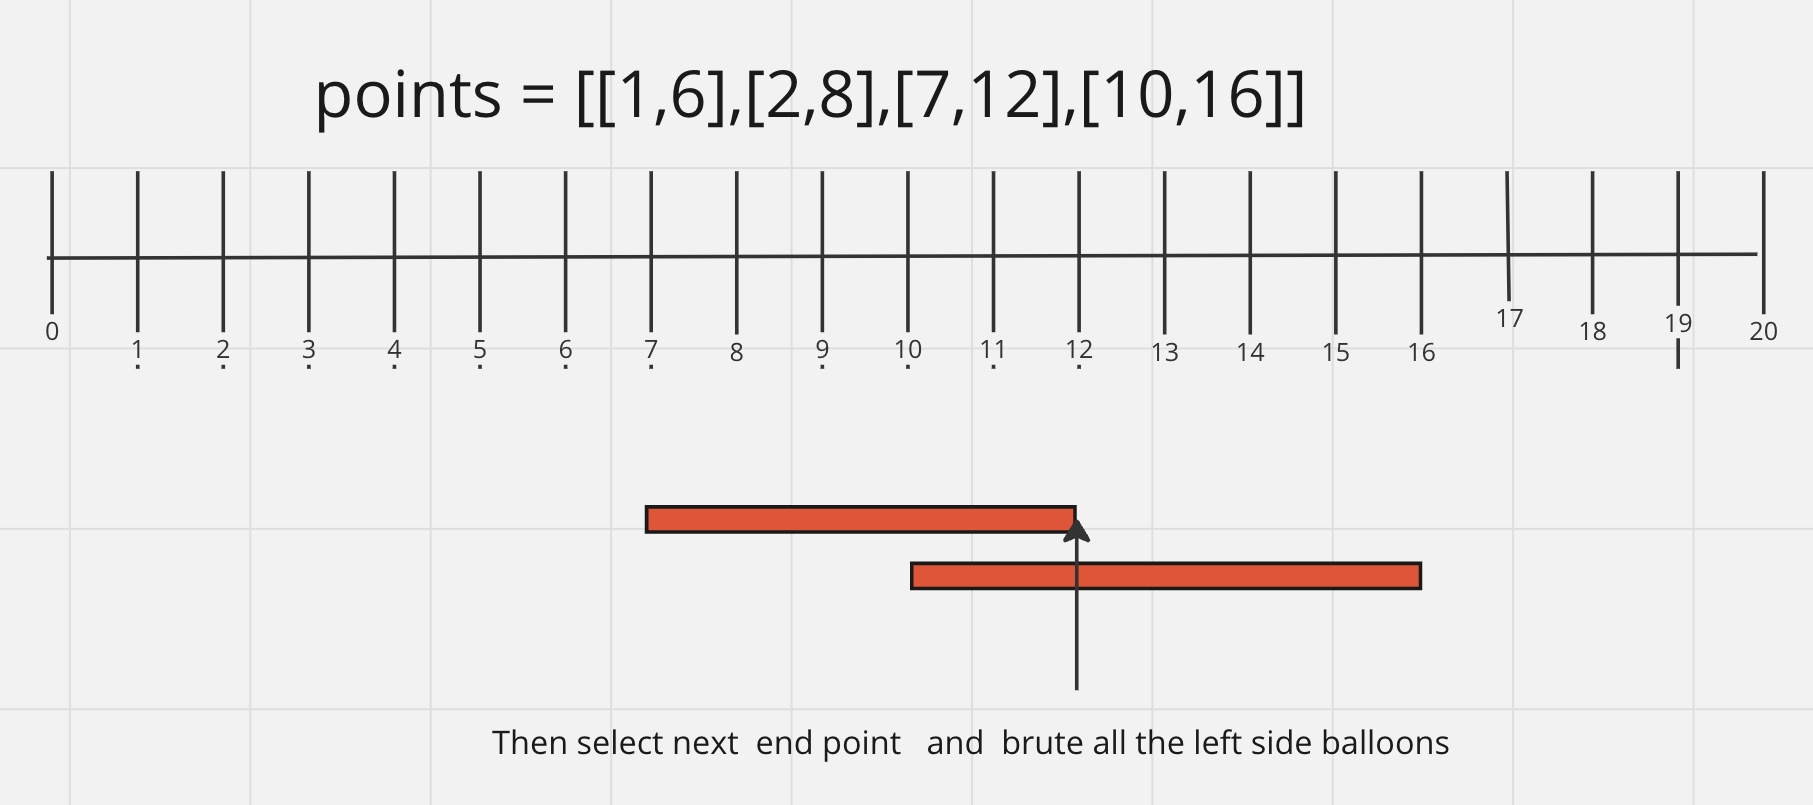 points = [[1,6],[2,8],[7,12],[10,16]]
0 1 2 3 4 5 6 7 8 9 10 11 12 13 14 15 16 17 18 19 20
Then select next end point and brute all the left side balloons